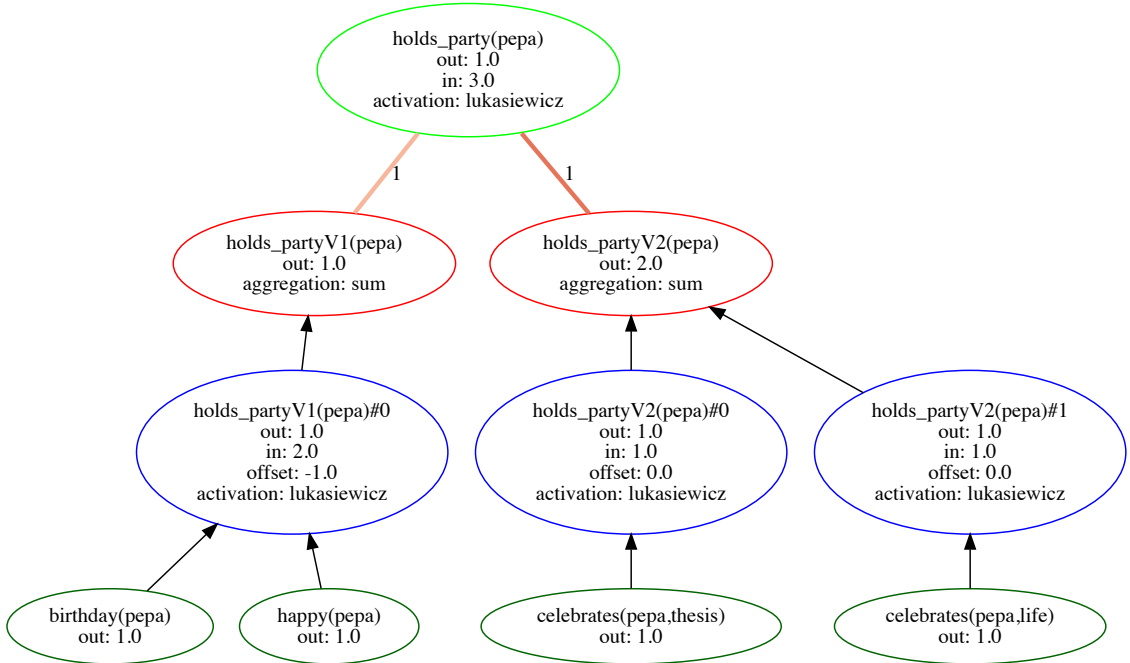 holds_party(pepa)
out: 1.0
in: 3.0
activation: lukasiewicz
1
1
holds_partyV1(pepa)
out: 1.0
aggregation: sum
holds_partyV2(pepa)
out: 2.0
aggregation: sum
holds_partyV1(pepa)#0
out: 1.0
in: 2.0
offset: -1.0
activation: lukasiewicz
holds_partyV2(pepa)#0
out: 1.0
in: 1.0
offset: 0.0
activation: lukasiewicz
holds_partyV2(pepa)#1
out: 1.0
in: 1.0
offset: 0.0
activation: lukasiewicz
birthday(pepa)
out: 1.0
happy(pepa)
out: 1.0
celebrates(pepa,thesis)
out: 1.0
celebrates(pepa,life)
out: 1.0